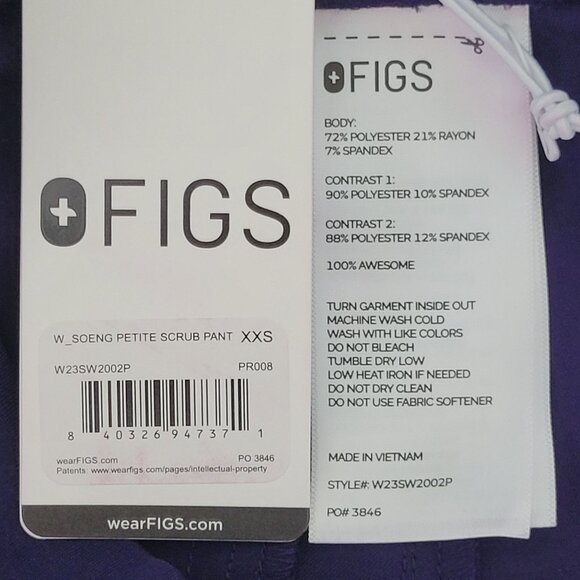 FIGS
W_SOENG PETITE SCRUB PANT XXS
W23SW2002P PR008
8 40326 94737 1
wearFIGS.com PO 3846
Patents: www.wearfigs.com/pages/intellectual-property
wearFIGS.com
FIGS
BODY:
72% POLYESTER 21% RAYON
7% SPANDEX
CONTRAST 1:
90% POLYESTER 10% SPANDEX
CONTRAST 2:
88% POLYESTER 12% SPANDEX
100% AWESOME
TURN GARMENT INSIDE OUT
MACHINE WASH COLD
WASH WITH LIKE COLORS
DO NOT BLEACH
TUMBLE DRY LOW
LOW HEAT IRON IF NEEDED
DO NOT DRY CLEAN
DO NOT USE FABRIC SOFTENER
MADE IN VIETNAM
STYLE#: W23SW2002P
PO# 3846